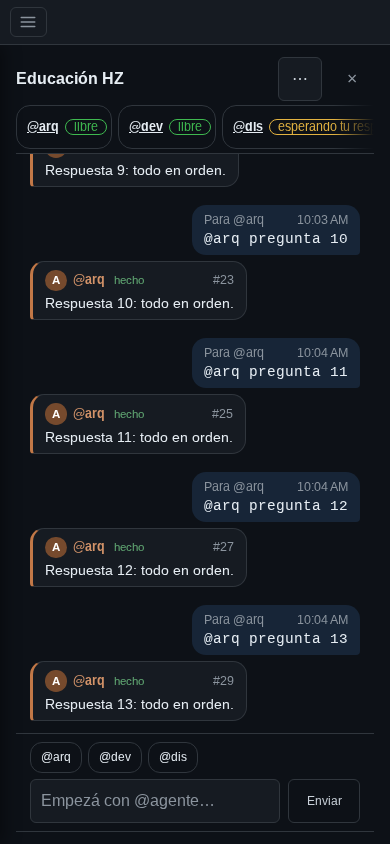 Educación HZ
...
×
@arq libre @dev libre @dis esperando tu
Respuesta 9: todo en orden.
Para @arq 10:03 AM
@arq pregunta 10
A @arq hecho #23
Respuesta 10: todo en orden.
Para @arq 10:04 AM
@arq pregunta 11
A @arq hecho #25
Respuesta 11: todo en orden.
Para @arq 10:04 AM
@arq pregunta 12
A @arq hecho #27
Respuesta 12: todo en orden.
Para @arq 10:04 AM
@arq pregunta 13
A @arq hecho #29
Respuesta 13: todo en orden.
@arq @dev @dis
Empezá con @agente…
Enviar